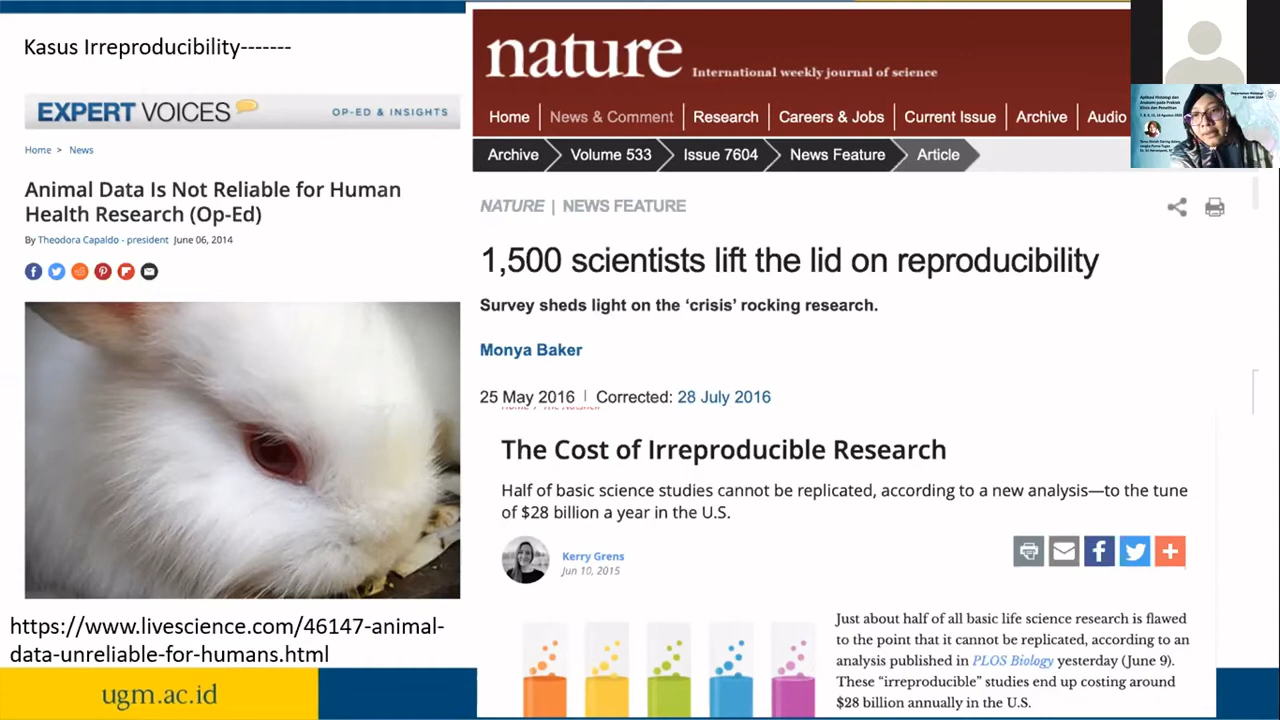 Kasus Irreproducibility-------
EXPERT VOICES
OP-ED & INSIGHTS
Home > News
Animal Data Is Not Reliable for Human
Health Research (Op-Ed)
By Theodora Capaldo - president June 06, 2014
https://www.livescience.com/46147-animal-
data-unreliable-for-humans.html
ugm.ac.id
nature International weekly journal of science
Home News & Comment Research Careers & Jobs Current Issue Archive Audio
Archive Volume 533 Issue 7604 News Feature Article
NATURE | NEWS FEATURE
1,500 scientists lift the lid on reproducibility
Survey sheds light on the ‘crisis’ rocking research.
Monya Baker
25 May 2016 | Corrected: 28 July 2016
The Cost of Irreproducible Research
Half of basic science studies cannot be replicated, according to a new analysis—to the tune
of $28 billion a year in the U.S.
Kerry Grens
Jun 10, 2015
Just about half of all basic life science research is flawed
to the point that it cannot be replicated, according to an
analysis published in PLOS Biology yesterday (June 9).
These “irreproducible” studies end up costing around
$28 billion annually in the U.S.